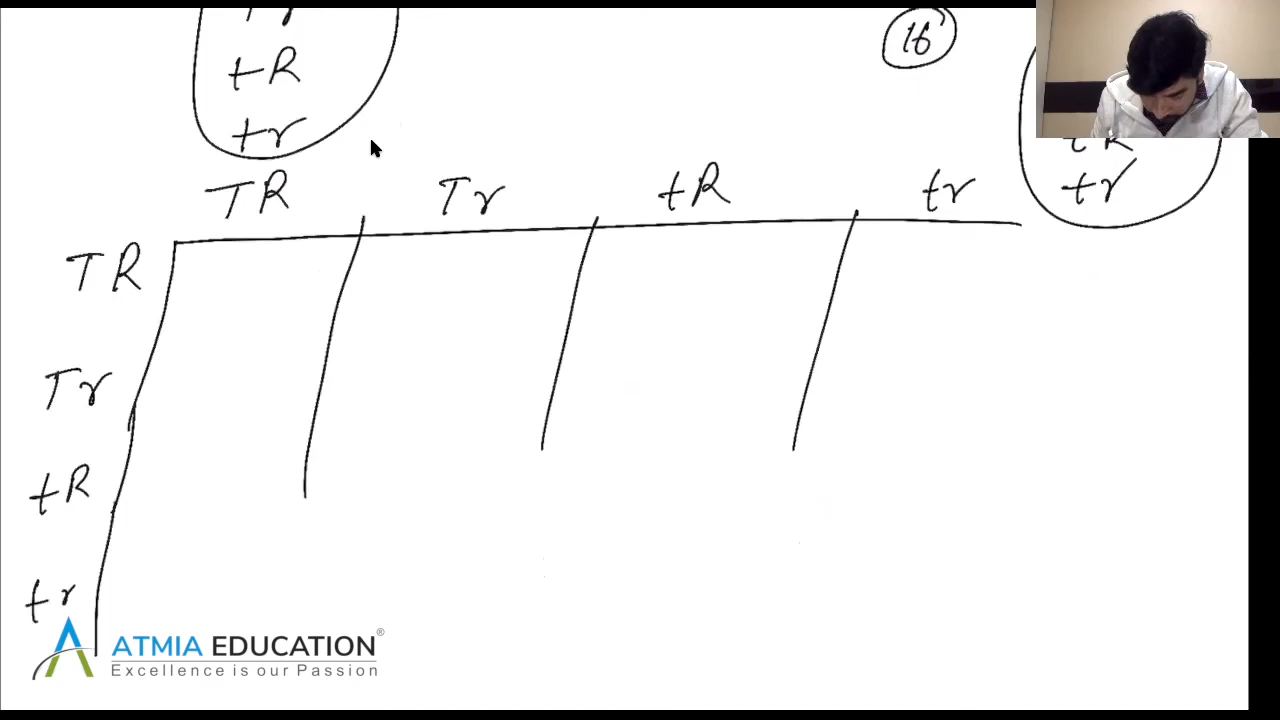 tR
tr
16
tR
tr
TR Tr tR tr
TR
Tr
tR
tr
ATMIA EDUCATION®
Excellence is our Passion